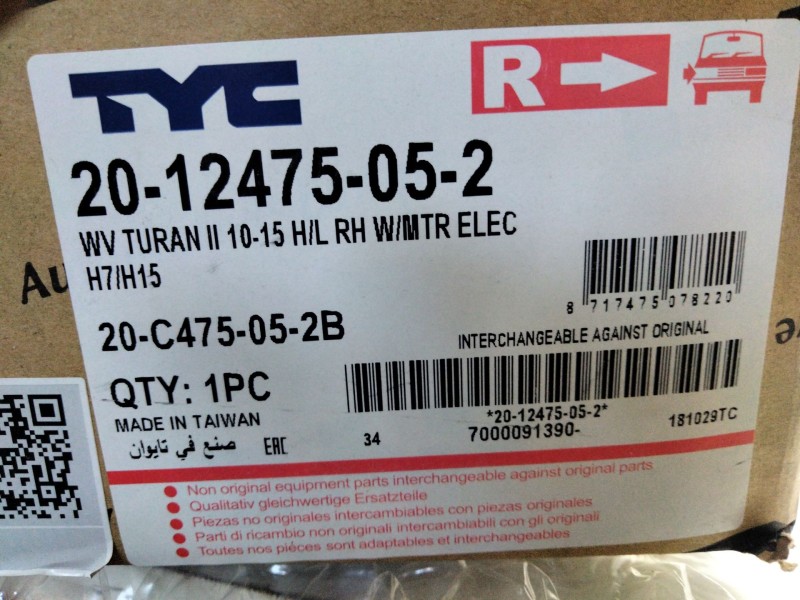 TYC
R
20-12475-05-2
WV TURAN II 10-15 H/L RH W/MTR ELEC
H7/H15
Au
20-C475-05-2B
8 717475 078220
INTERCHANGEABLE AGAINST ORIGINAL
QTY: 1PC
MADE IN TAIWAN
*20-12475-05-2*
صنع في تايوان EAC 34 7000091390- 181029TC
Non original equipment parts interchangeable against original parts
Qualitativ gleichwertige Ersatzteile
Piezas no originales intercambiables con piezas originales
Parti di ricambio non originali intercambiabili con gli originali
Toutes nos piéces sont adaptables et interchangeables